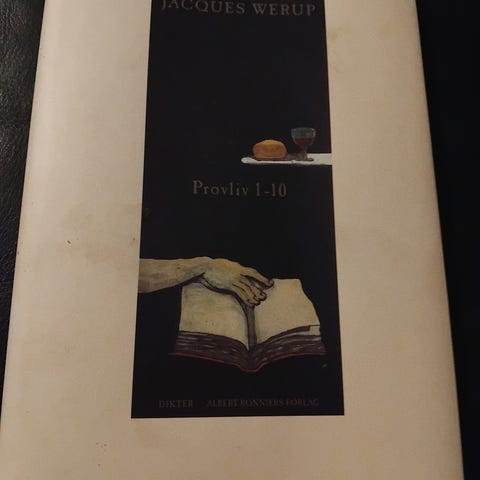 JACQUES WERUP
Provliv 1-10
DIKTER · ALBERT BONNIERS FÖRLAG